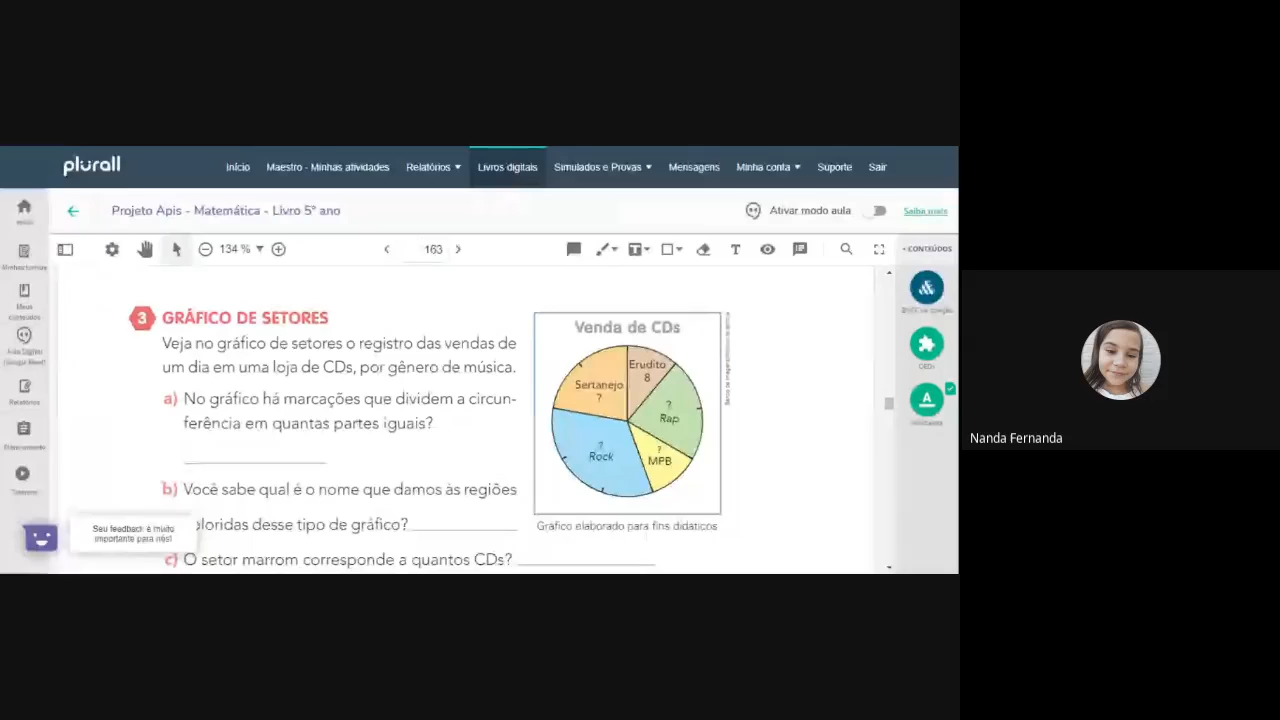 plurall
Início
Maestro - Minhas atividades
Relatórios
Livros digitais
Simulados e Provas
Mensagens
Minha conta
Suporte
Sair
Projeto Apis - Matemática - Livro 5º ano
Ativar modo aula
Saiba mais
134 %
163
T
+ CONTEÚDOS
3 GRÁFICO DE SETORES
Veja no gráfico de setores o registro das vendas de
um dia em uma loja de CDs, por gênero de música.
a) No gráfico há marcações que dividem a circun-
ferência em quantas partes iguais?
b) Você sabe qual é o nome que damos às regiões
oloridas desse tipo de gráfico?
c) O setor marrom corresponde a quantos CDs?
Venda de CDs
Erudito
8
Sertanejo
?
?
Rap
?
Rock
?
MPB
Gráfico elaborado para fins didáticos
Seu feedback é muito
importante para nós!
Meus
A
Nanda Fernanda